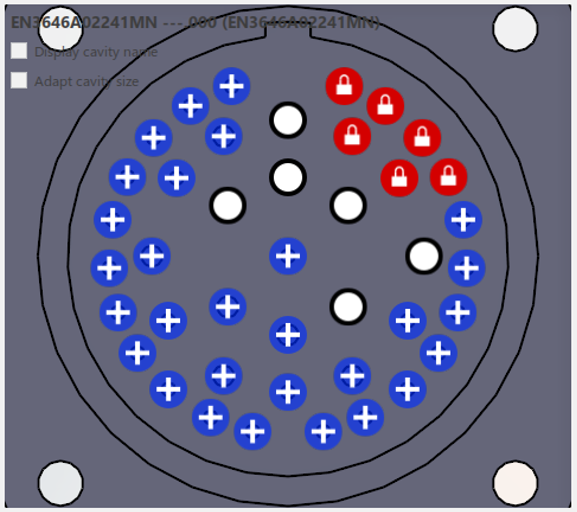 EN3646A02241MN --- .000 (EN3646A02241MN)
Display cavity name
Adapt cavity size